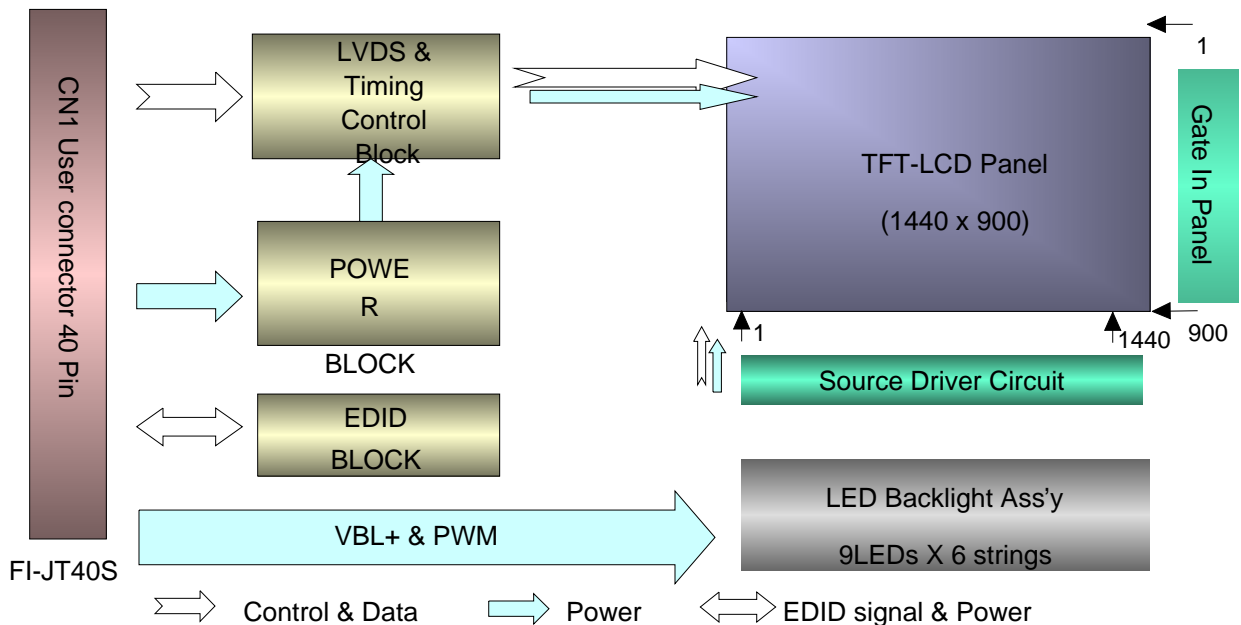 CN1 User connector 40 Pin
FI-JT40S
LVDS &
Timing
Control
Block
POWE
R
BLOCK
EDID
BLOCK
VBL+ & PWM
TFT-LCD Panel
(1440 x 900)
1
Gate In Panel
900
1
1440
Source Driver Circuit
LED Backlight Ass'y
9LEDs X 6 strings
Control & Data
Power
EDID signal & Power